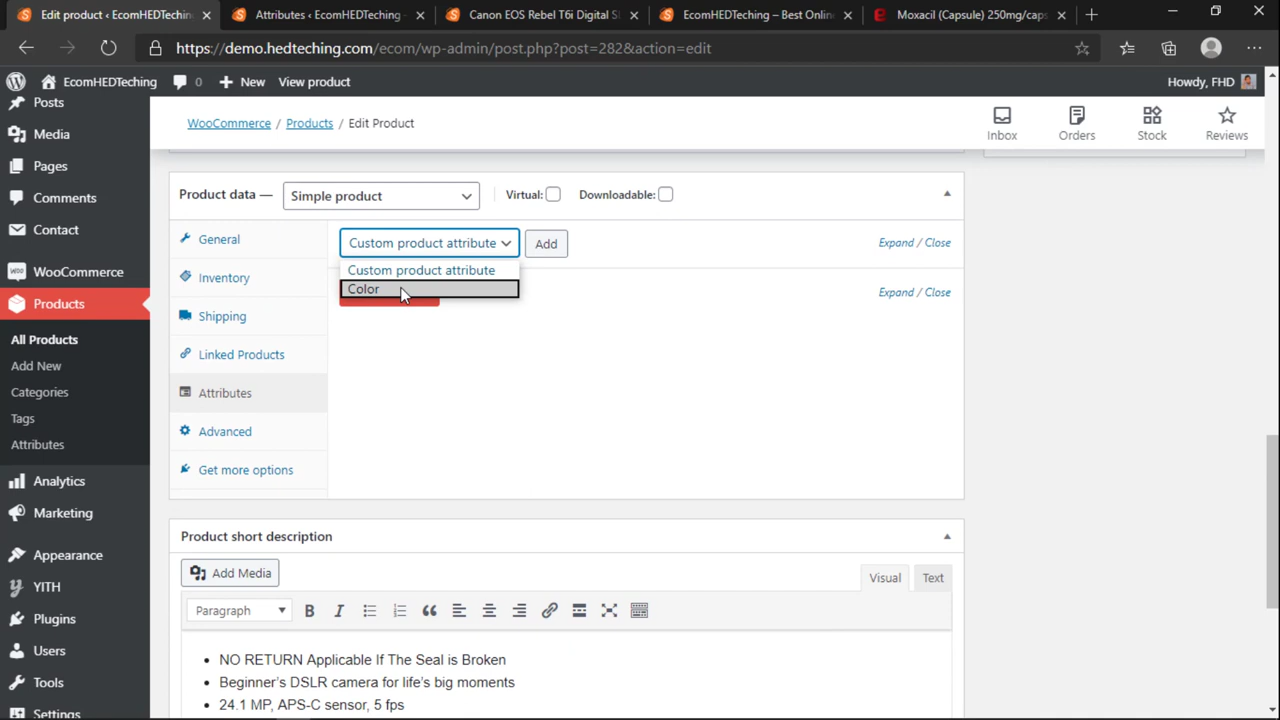 Edit product ‹ EcomHEDTeching
Attributes ‹ EcomHEDTeching -
Canon EOS Rebel T6i Digital S
EcomHEDTeching – Best Online
Moxacil (Capsule) 250mg/caps
https://demo.hedteching.com/ecom/wp-admin/post.php?post=282&action=edit
EcomHEDTeching
0
New
View product
Howdy, FHD
Posts
Media
Pages
Comments
Contact
WooCommerce
Products
All Products
Add New
Categories
Tags
Attributes
Analytics
Marketing
Appearance
YITH
Plugins
Users
Tools
Settings
WooCommerce / Products / Edit Product
Inbox
Orders
Stock
Reviews
Product data —
Simple product
Virtual:
Downloadable:
General
Inventory
Shipping
Linked Products
Attributes
Advanced
Get more options
Custom product attribute
Add
Expand / Close
Custom product attribute
Color
Expand / Close
Product short description
Add Media
Visual
Text
Paragraph
NO RETURN Applicable If The Seal is Broken
Beginner's DSLR camera for life's big moments
24.1 MP, APS-C sensor, 5 fps